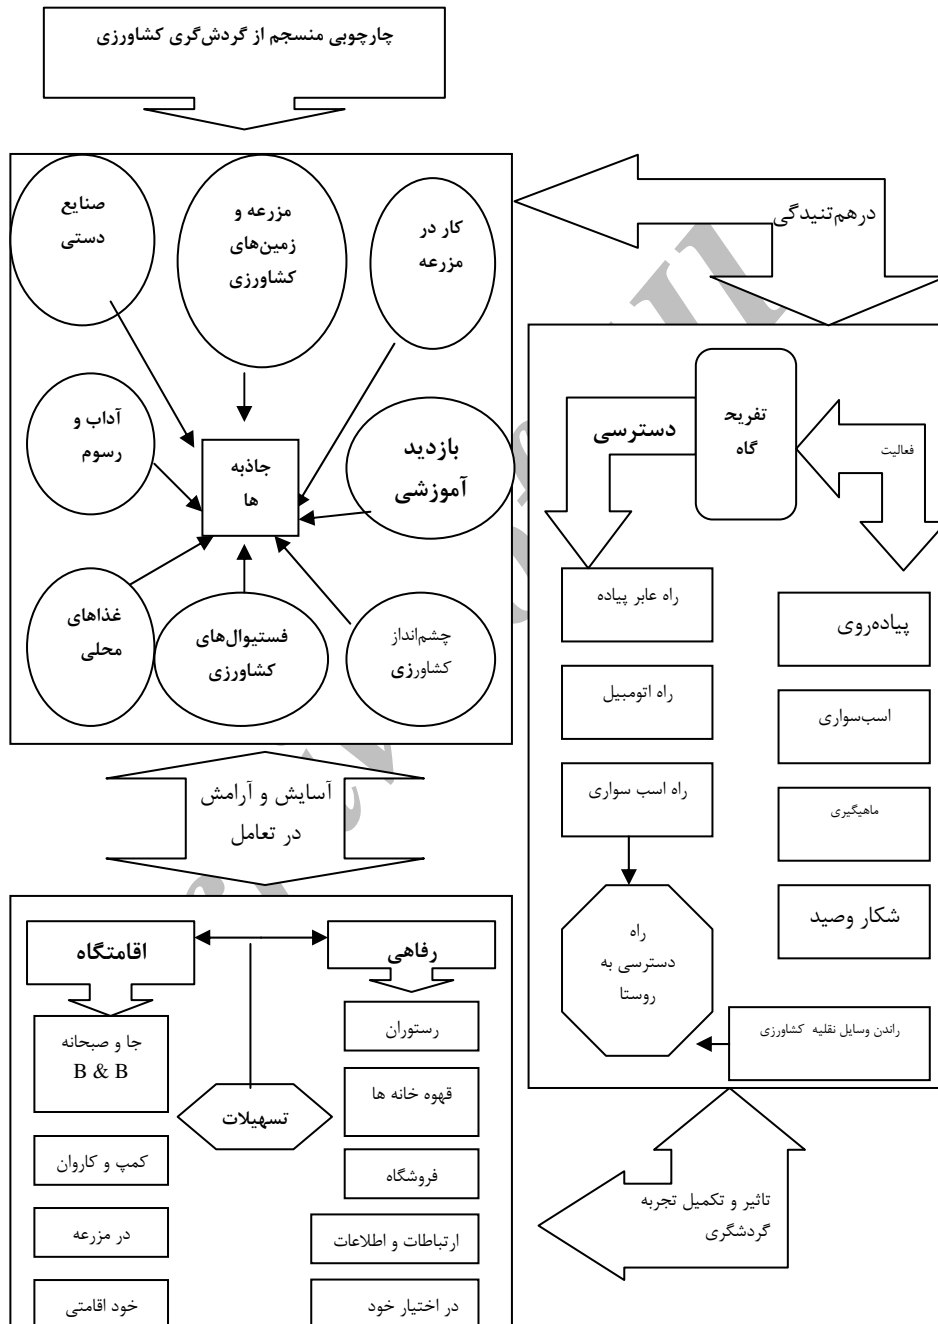 چارچوبی منسجم از گردش‌گری کشاورزی
صنایع
دستی
مزرعه و
زمین‌های
کشاورزی
کار در
مزرعه
آداب و
رسوم
جاذبه
ها
بازدید
آموزشی
غذاهای
محلی
فستیوال‌های
کشاورزی
چشم‌انداز
کشاورزی
درهم‌تنیدگی
تفریح
گاه
دسترسی
فعالیت
راه عابر پیاده
راه اتومبیل
راه اسب سواری
راه
دسترسی به
روستا
پیاده‌روی
اسب‌سواری
ماهیگیری
شکار وصید
راندن وسایل نقلیه کشاورزی
آسایش و آرامش
در تعامل
اقامتگاه
رفاهی
جا و صبحانه
B & B
کمپ و کاروان
در مزرعه
خود اقامتی
تسهیلات
رستوران
قهوه خانه ها
فروشگاه
ارتباطات و اطلاعات
در اختیار خود
تاثیر و تکمیل تجربه
گردشگری